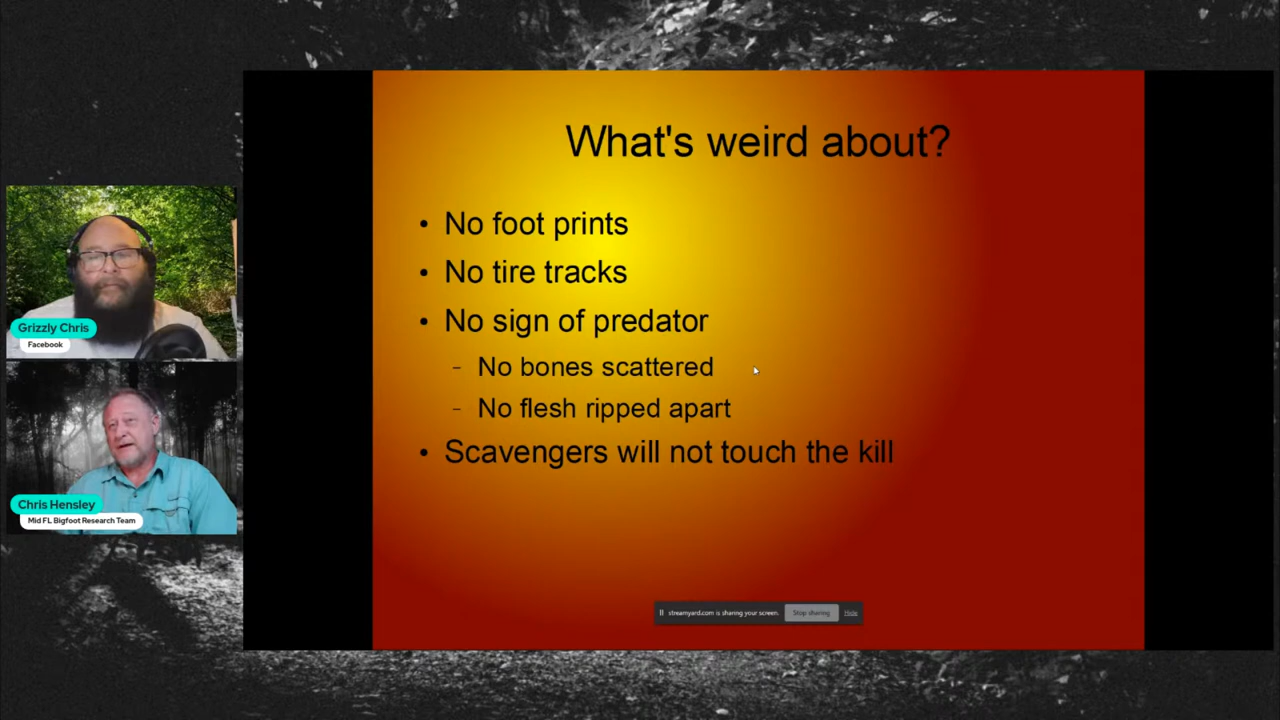 What's weird about?
• No foot prints
• No tire tracks
• No sign of predator
- No bones scattered
- No flesh ripped apart
• Scavengers will not touch the kill
Grizzly Chris
Facebook
Chris Hensley
Mid FL Bigfoot Research Team
streamyard.com is sharing your screen. Stop sharing Hide